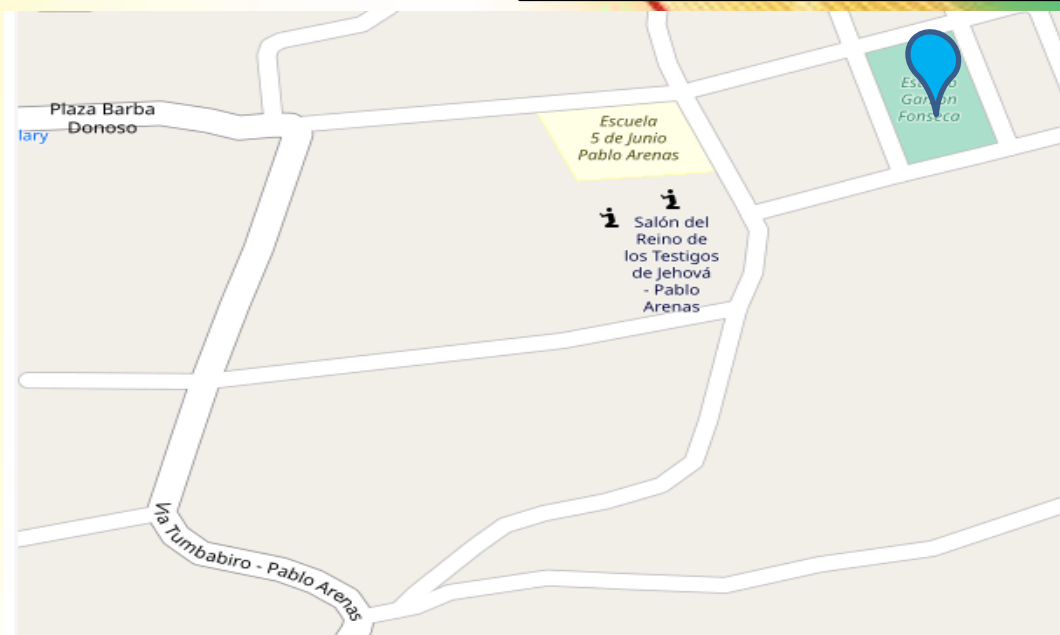 Plaza Barba
Donoso
lary
Escuela
5 de Junio
Pablo Arenas
Fonseca
Salón del
Reino de
los Testigos
de Jehová
- Pablo
Arenas
Vía Tumbabiro - Pablo Arenas